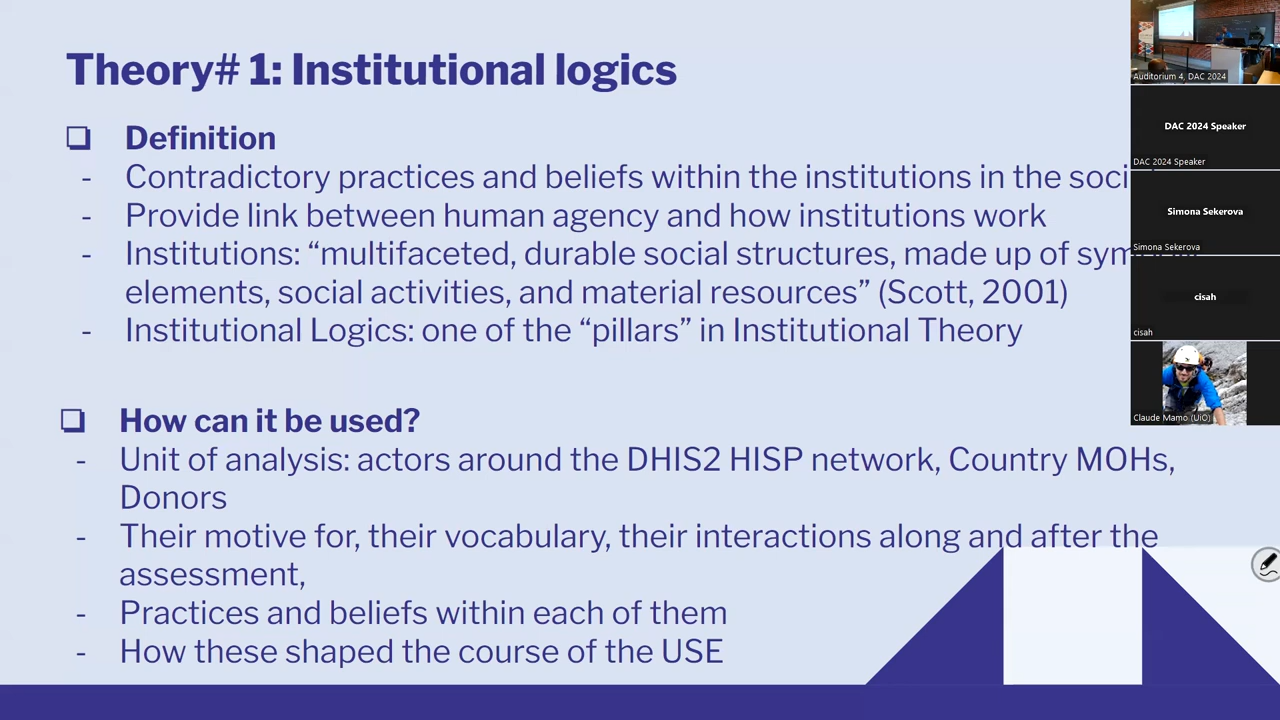 Theory# 1: Institutional logics
❏ Definition
- Contradictory practices and beliefs within the institutions in the
- Provide link between human agency and how institutions work
- Institutions: “multifaceted, durable social structures, made up of
elements, social activities, and material resources” (Scott, 2001)
- Institutional Logics: one of the “pillars” in Institutional Theory
❏ How can it be used?
- Unit of analysis: actors around the DHIS2 HISP network, Country MOHs,
Donors
- Their motive for, their vocabulary, their interactions along and after the
assessment,
- Practices and beliefs within each of them
- How these shaped the course of the USE
Auditorium 4, DAC 2024
DAC 2024 Speaker
DAC 2024 Speaker
Simona Sekerova
Simona Sekerova
cisah
cisah
Claude Mamo (UiO)